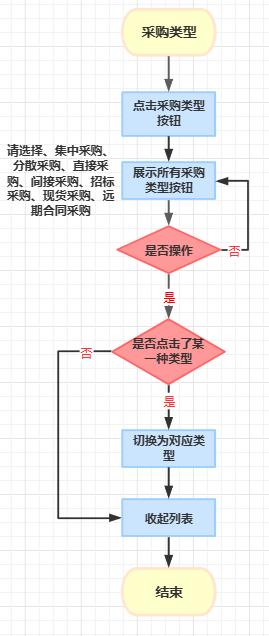 采购类型
点击采购类型
按钮
请选择、集中采购、
分散采购、直接采
购、间接采购、招标
采购、现货采购、远
期合同采购
展示所有采购
类型按钮
是否操作
否
是
是否点击了某
一种类型
否
是
切换为对应类
型
收起列表
结束